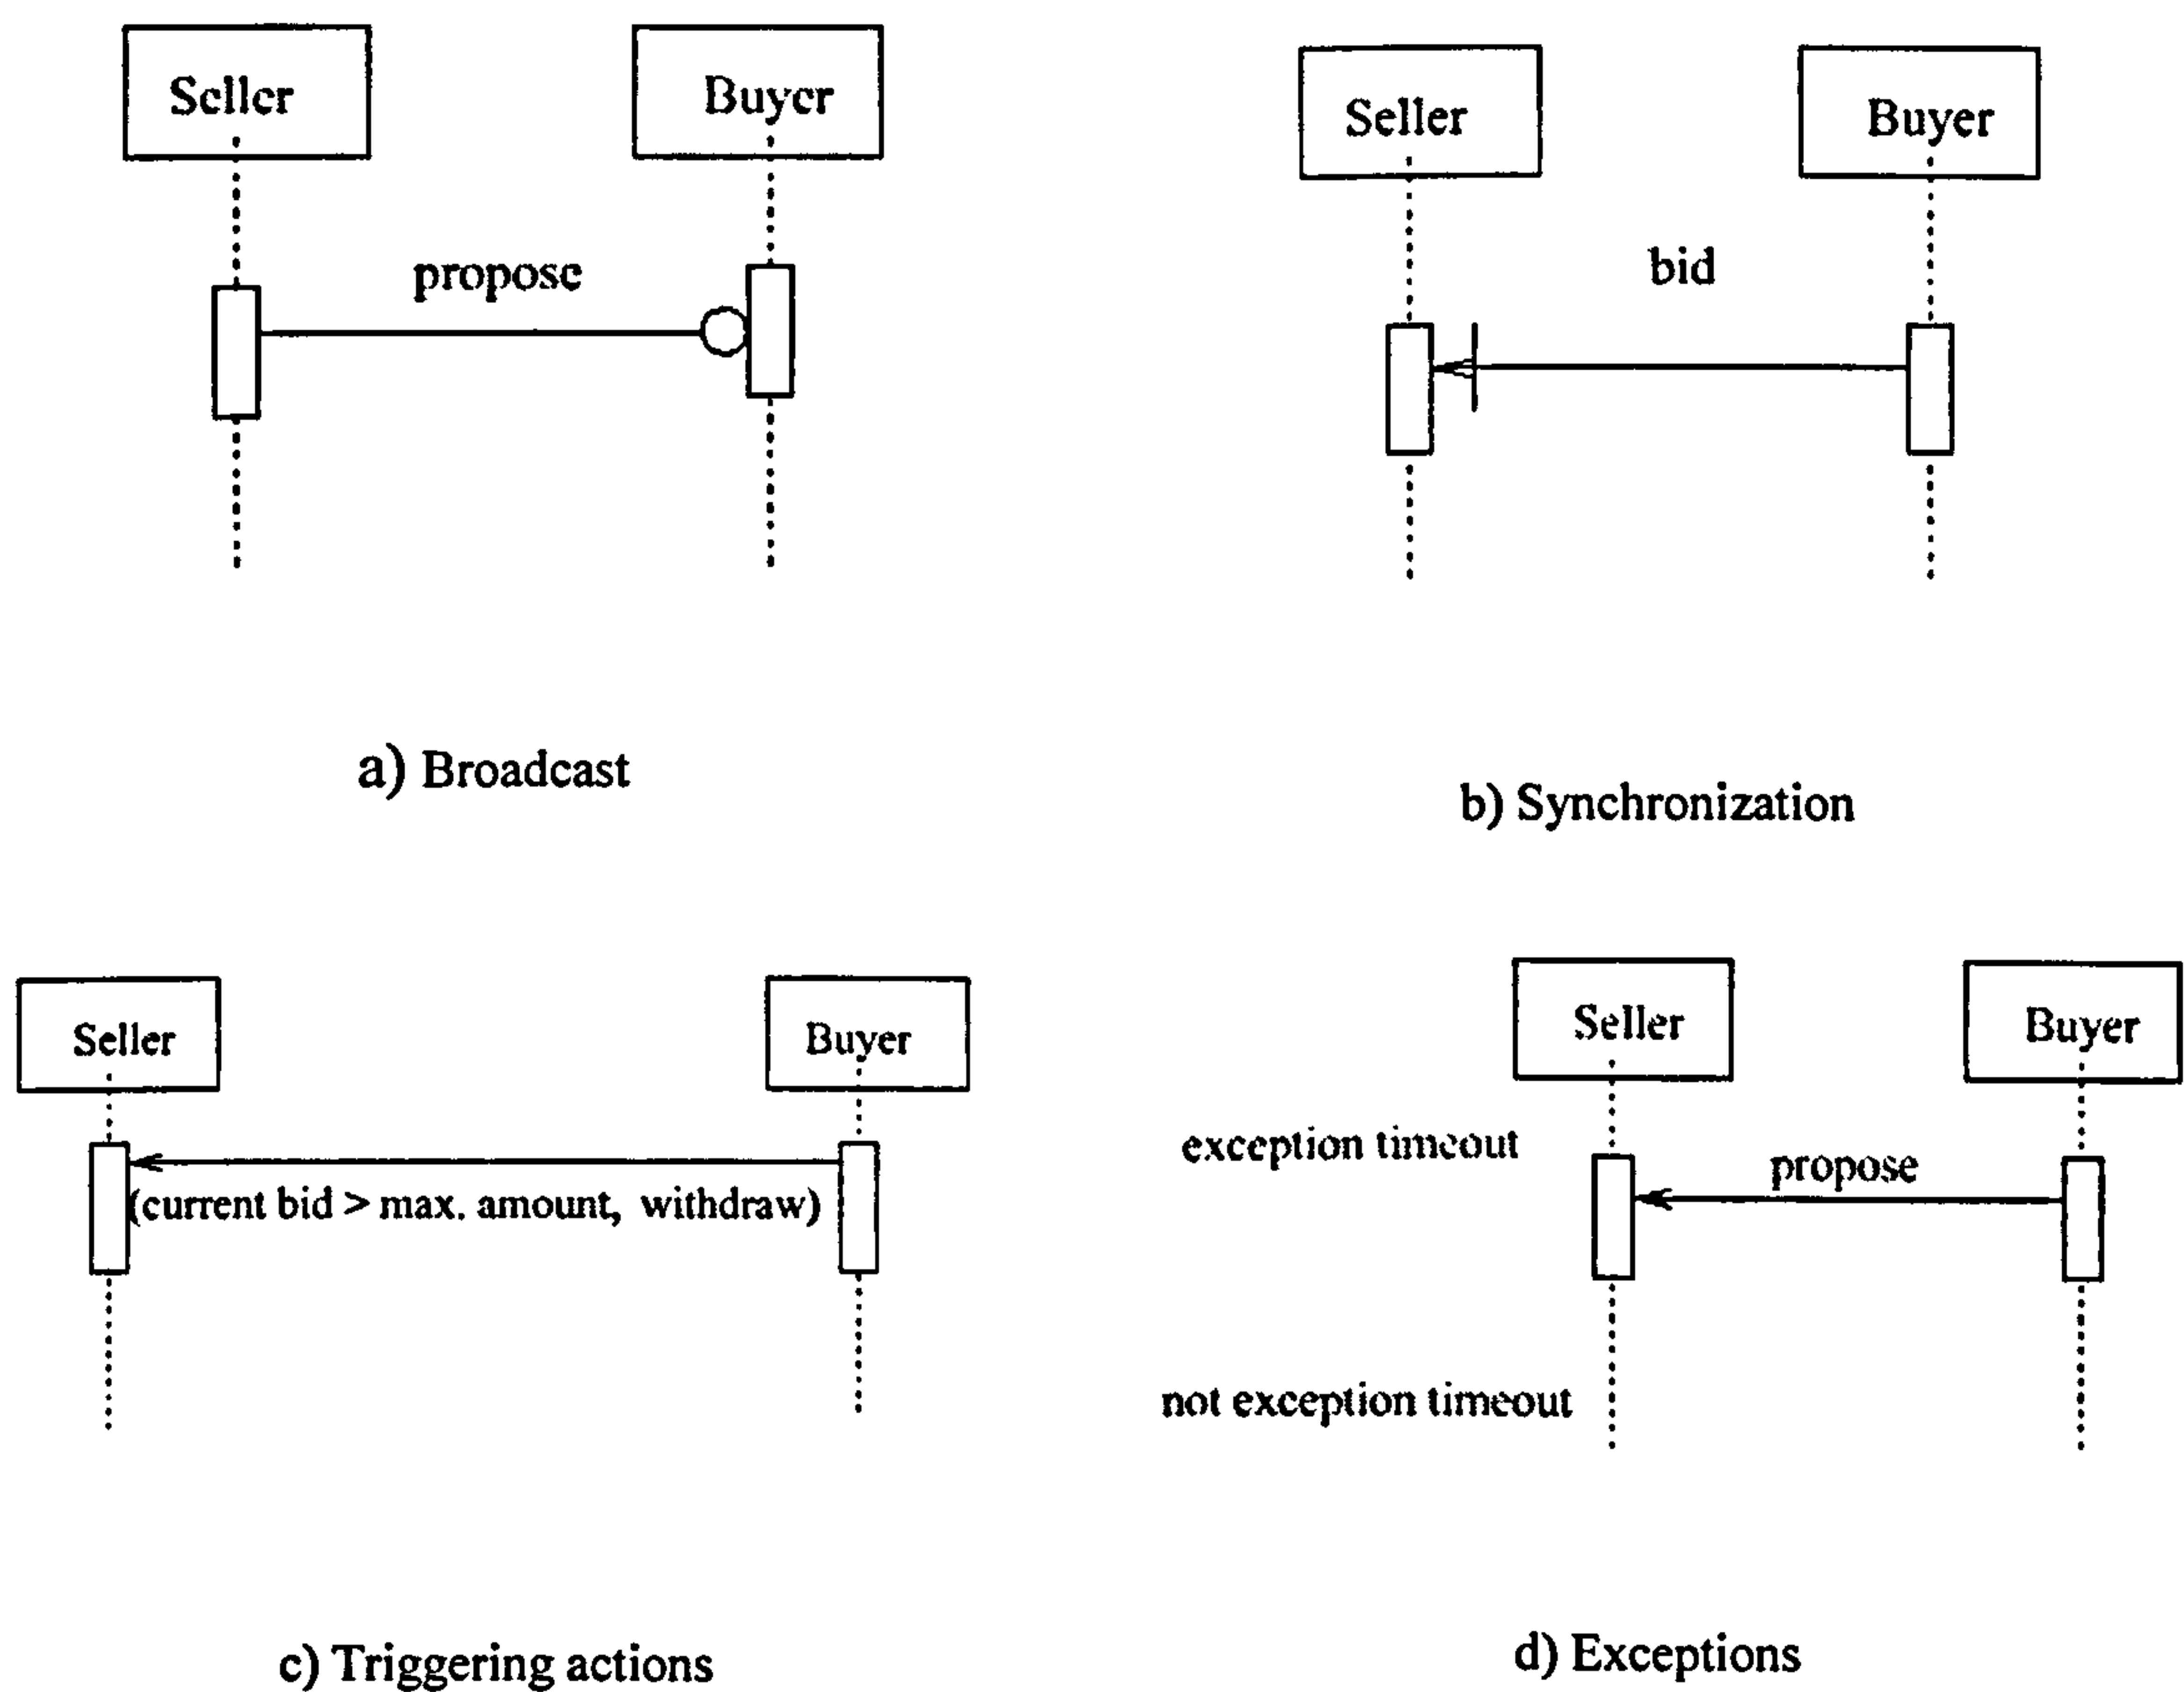 Seller
Buyer
propose
a) Broadcast
Seller
Buyer
bid
b) Synchronization
Seller
Buyer
(current bid > max. amount, withdraw)
c) Triggering actions
Seller
Buyer
exception timeout
propose
not exception timeout
d) Exceptions